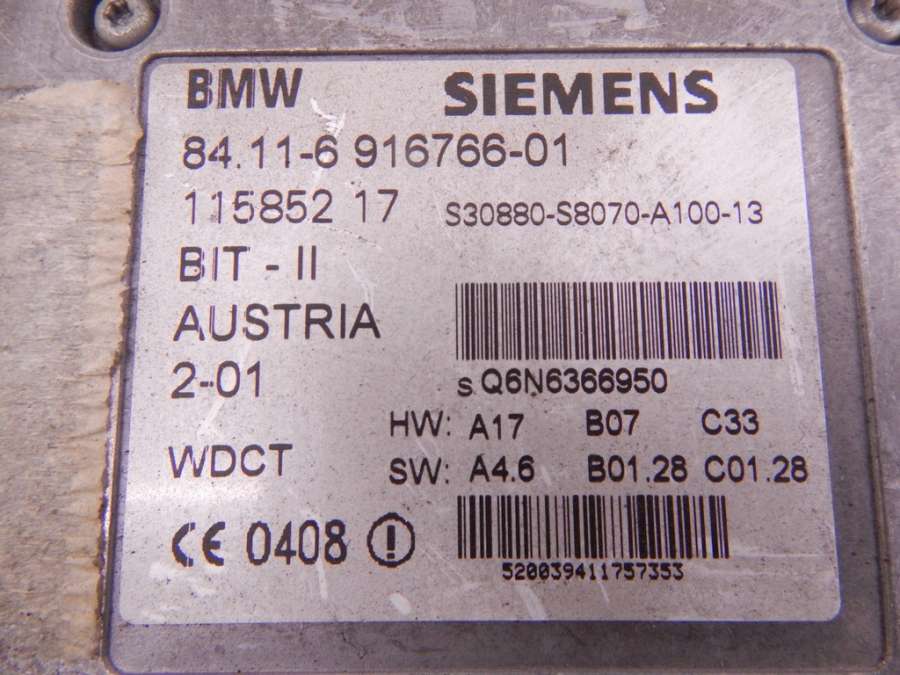 BMW SIEMENS
84.11-6 916766-01
115852 17 S30880-S8070-A100-13
BIT - II
AUSTRIA
2-01 s Q6N6366950
HW: A17 B07 C33
WDCT SW: A4.6 B01.28 C01.28
CE 0408 !
520039411757353